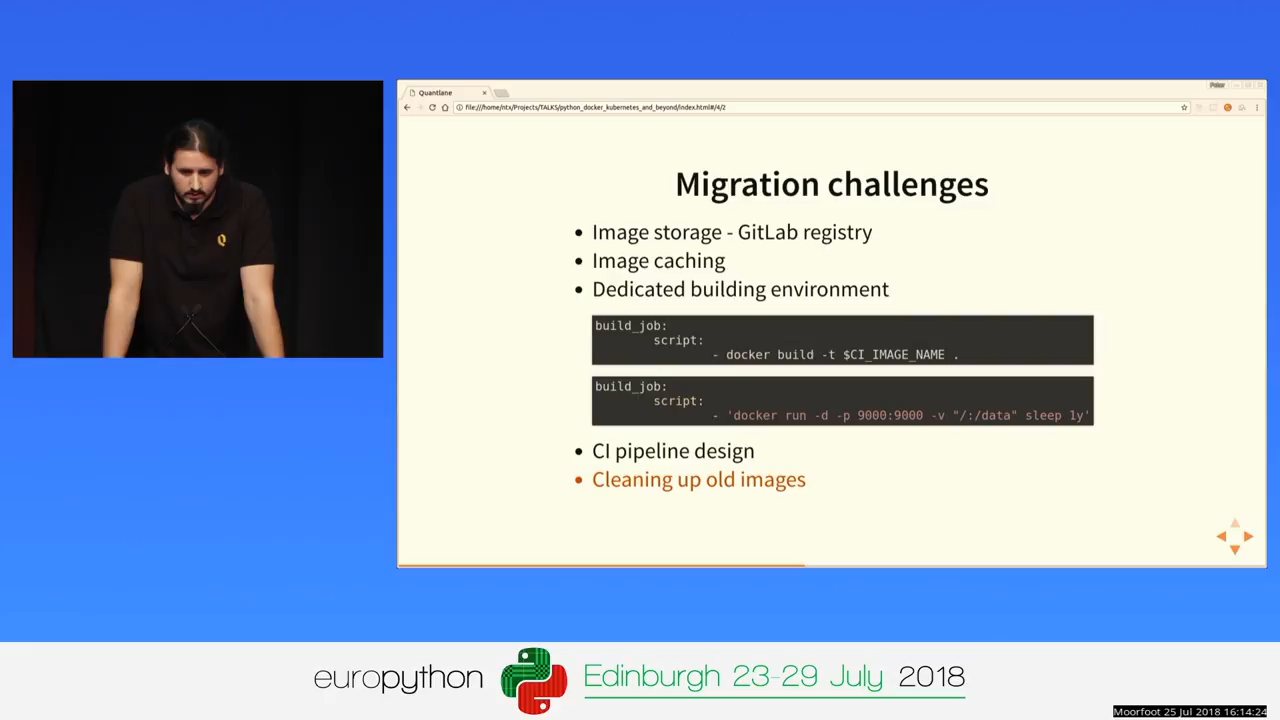 Quantlane
Peter
file:///home/ntx/Projects/TALKS/python_docker_kubernetes_and_beyond/index.html#/4/2
Migration challenges
• Image storage - GitLab registry
• Image caching
• Dedicated building environment
build_job:
script:
- docker build -t $CI_IMAGE_NAME .
build_job:
script:
- 'docker run -d -p 9000:9000 -v "/:/data" sleep 1y'
• CI pipeline design
• Cleaning up old images
europython
Edinburgh 23-29 July 2018
Moorfoot 25 Jul 2018 16:14:24